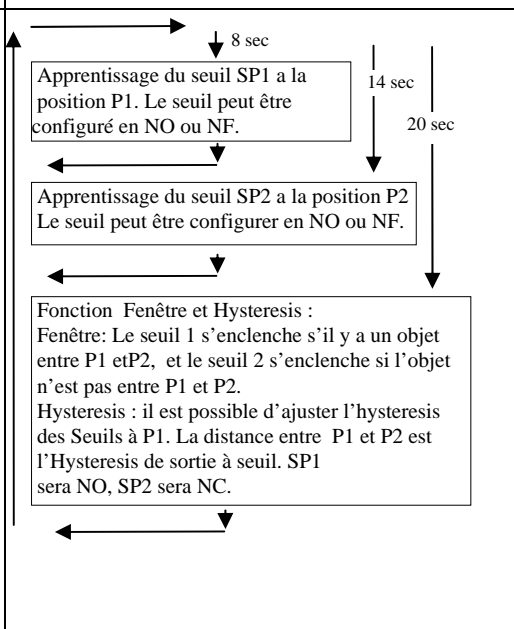 8 sec
Apprentissage du seuil SP1 a la
position P1. Le seuil peut être
configuré en NO ou NF.
14 sec
20 sec
Apprentissage du seuil SP2 a la position P2
Le seuil peut être configurer en NO ou NF.
Fonction Fenêtre et Hysteresis :
Fenêtre: Le seuil 1 s’enclenche s’il y a un objet
entre P1 etP2, et le seuil 2 s’enclenche si l’objet
n’est pas entre P1 et P2.
Hysteresis : il est possible d’ajuster l’hysteresis
des Seuils à P1. La distance entre P1 et P2 est
l’Hysteresis de sortie à seuil. SP1
sera NO, SP2 sera NC.